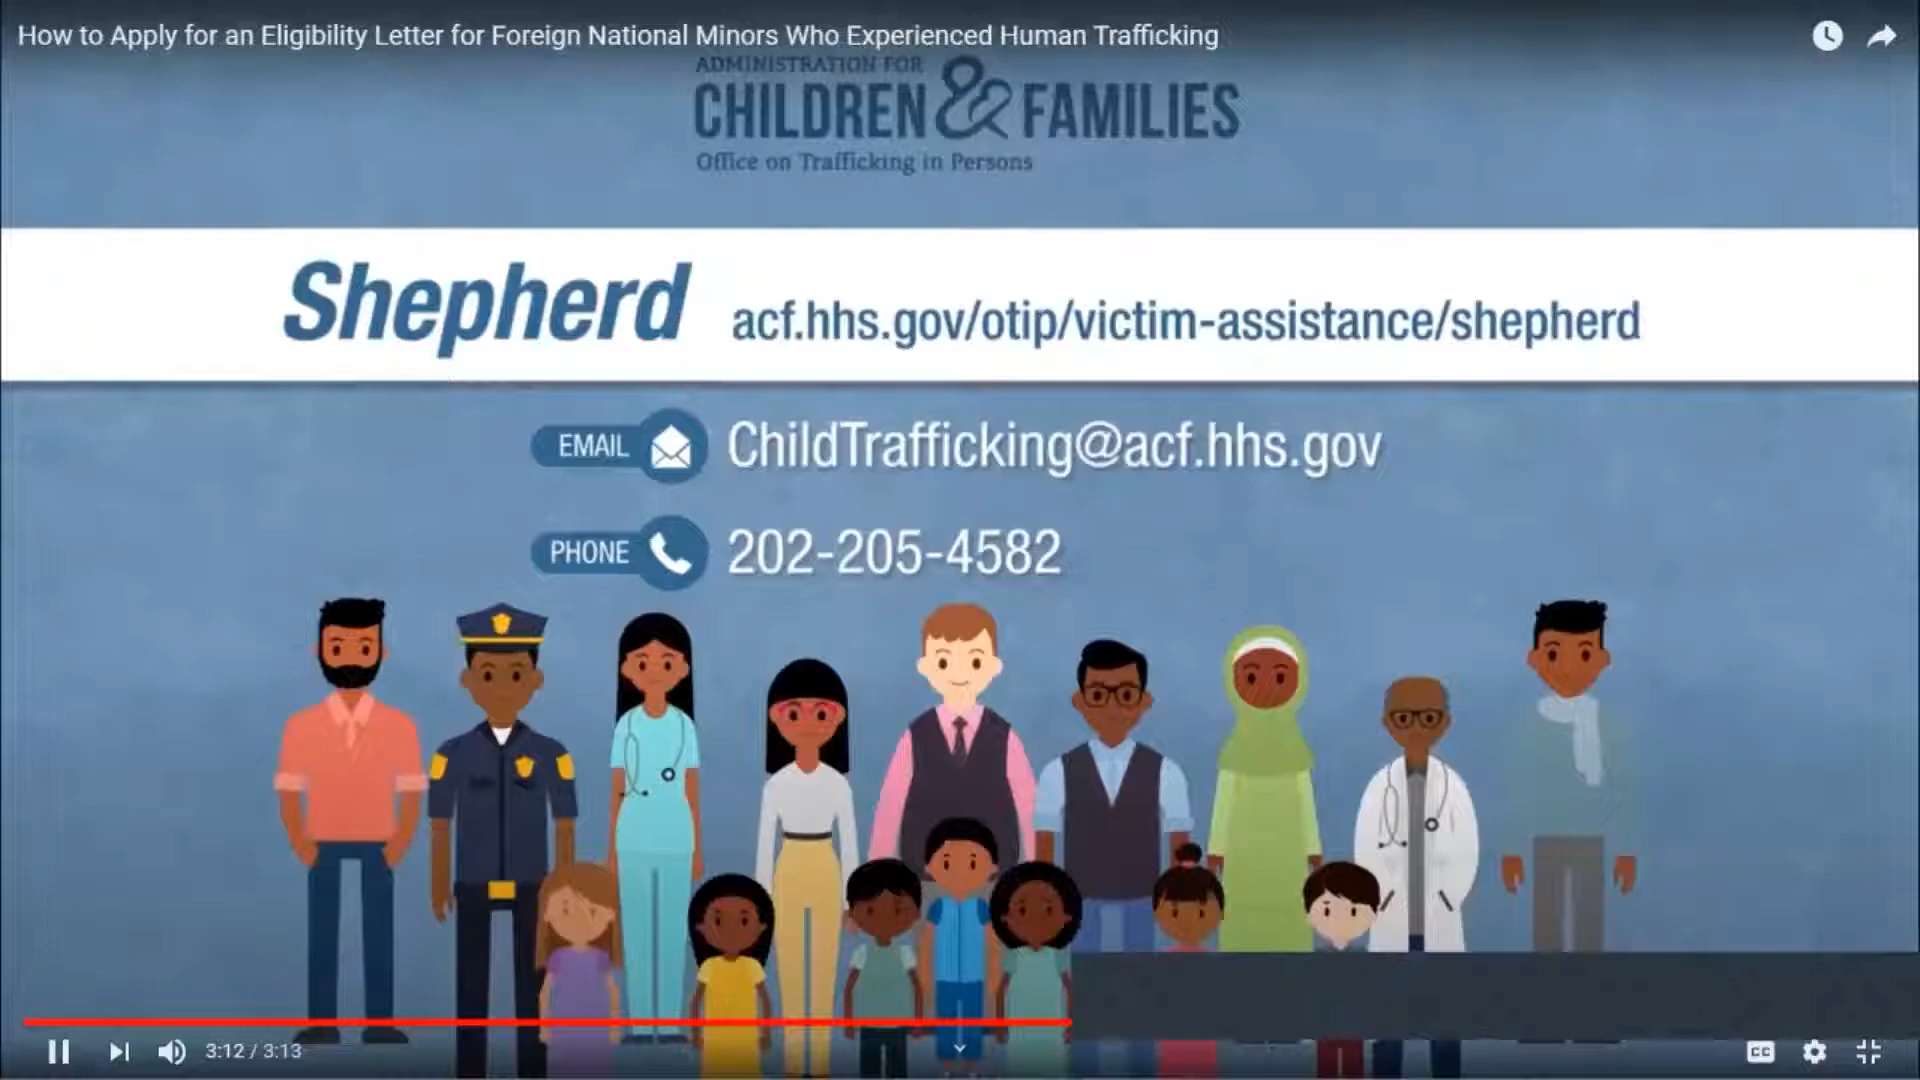 How to Apply for an Eligibility Letter for Foreign National Minors Who Experienced Human Trafficking
ADMINISTRATION FOR
CHILDREN & FAMILIES
Office on Trafficking in Persons
Shepherd acf.hhs.gov/otip/victim-assistance/shepherd
EMAIL ChildTrafficking@acf.hhs.gov
PHONE 202-205-4582
3:12 / 3:13
CC